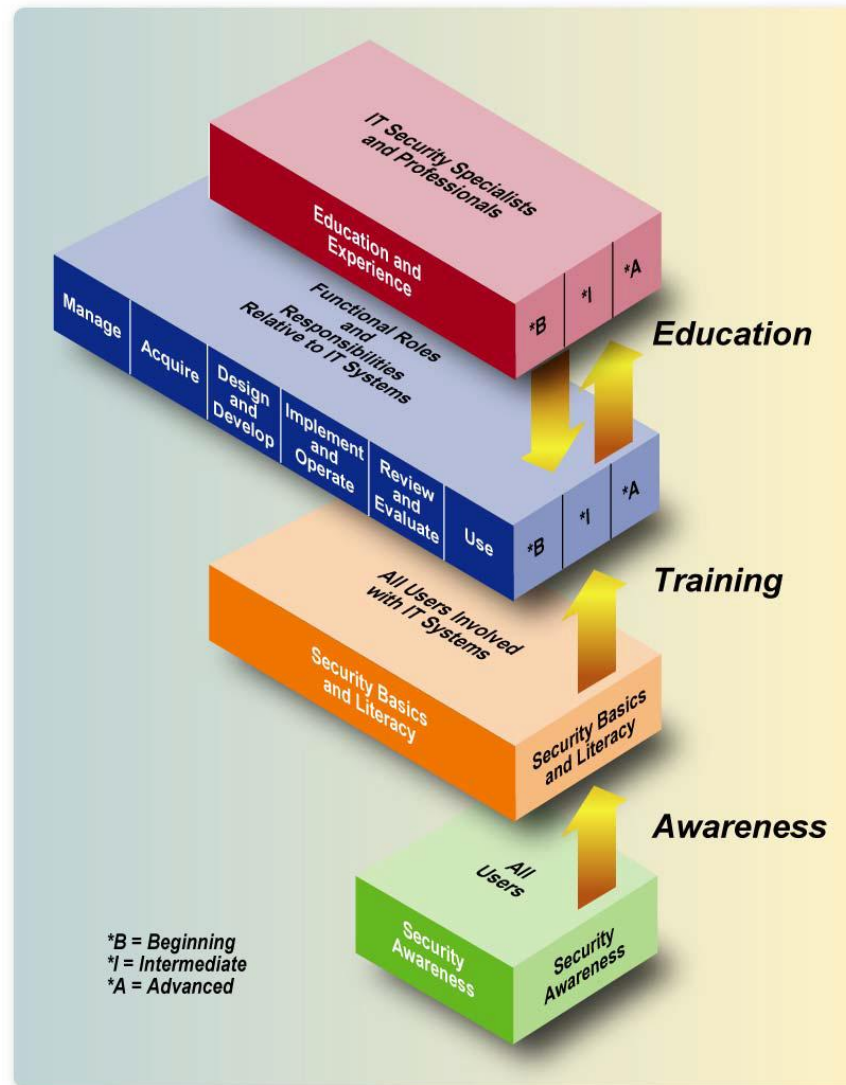 IT Security Specialists
and Professionals
Education and
Experience
*B
*I
*A
Education
Functional Roles
and
Responsibilities
Relative to IT Systems
Manage
Acquire
Design
and
Develop
Implement
and
Operate
Review
and
Evaluate
Use
*B
*I
*A
Training
All Users Involved
with IT Systems
Security Basics
and Literacy
Security Basics
and Literacy
Awareness
All
Users
Security
Awareness
Security
Awareness
*B = Beginning
*I = Intermediate
*A = Advanced